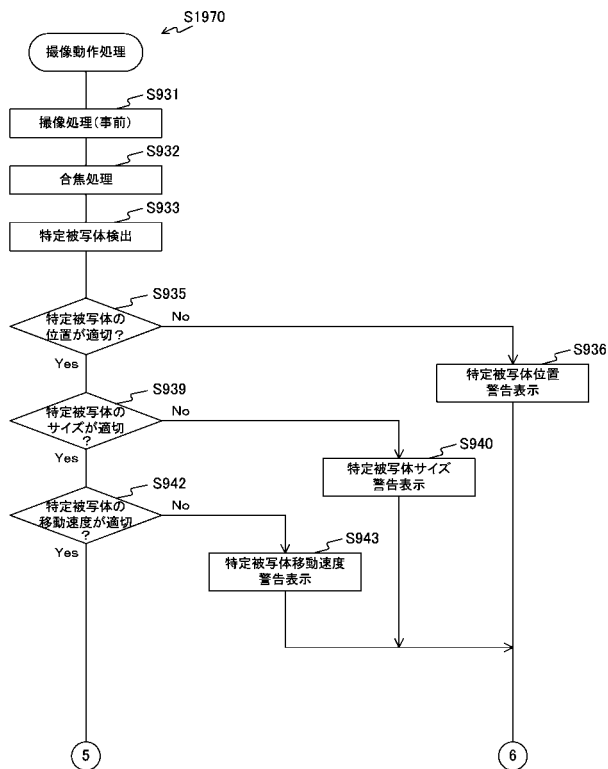 S1970
撮像動作処理
S931
撮像処理(事前)
S932
合焦処理
S933
特定被写体検出
S935
特定被写体の
位置が適切?
No
Yes
S936
特定被写体位置
警告表示
S939
特定被写体の
サイズが適切
?
No
Yes
S940
特定被写体サイズ
警告表示
S942
特定被写体の
移動速度が適切
?
No
Yes
S943
特定被写体移動速度
警告表示
5
6